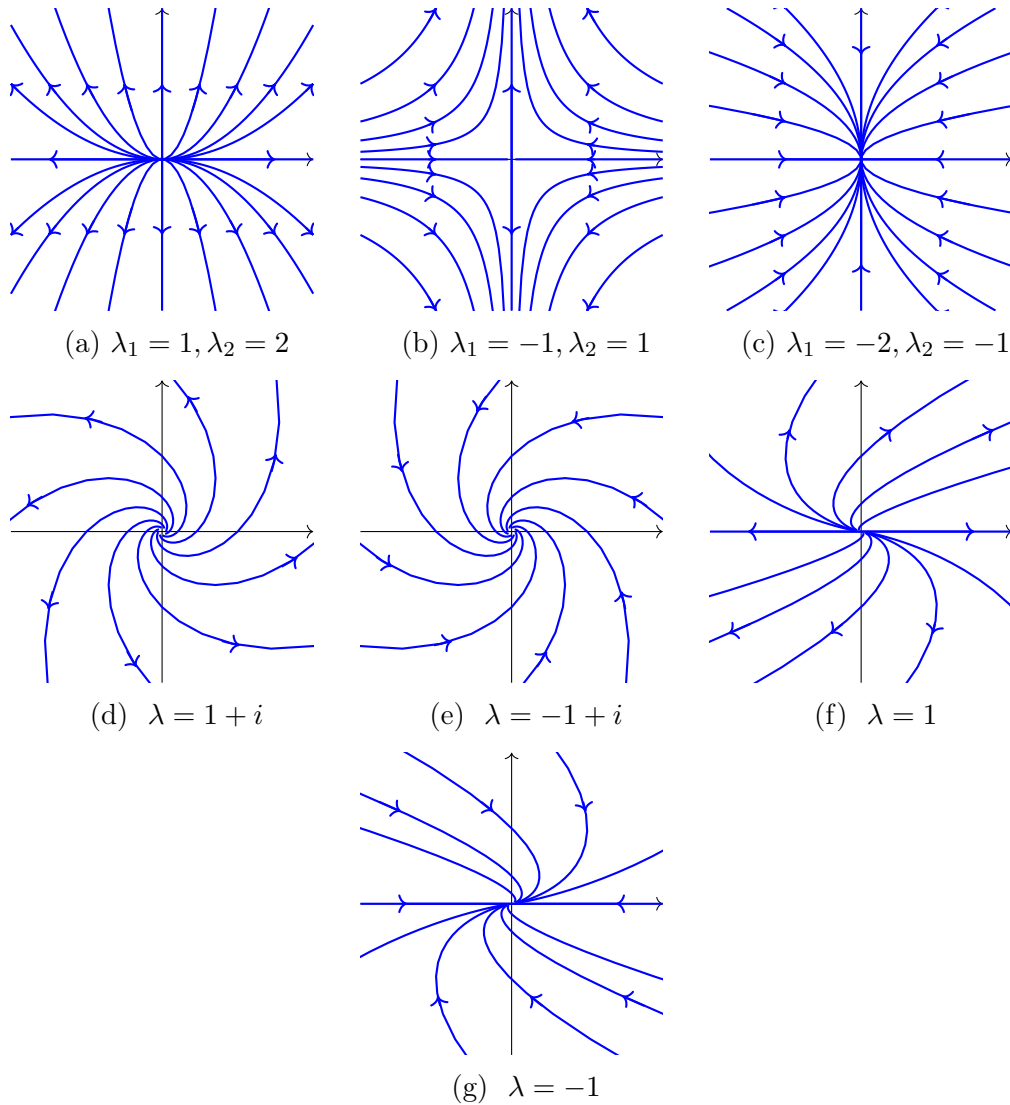 (a) λ₁ = 1, λ₂ = 2
(b) λ₁ = −1, λ₂ = 1
(c) λ₁ = −2, λ₂ = −1
(d) λ = 1 + i
(e) λ = −1 + i
(f) λ = 1
(g) λ = −1